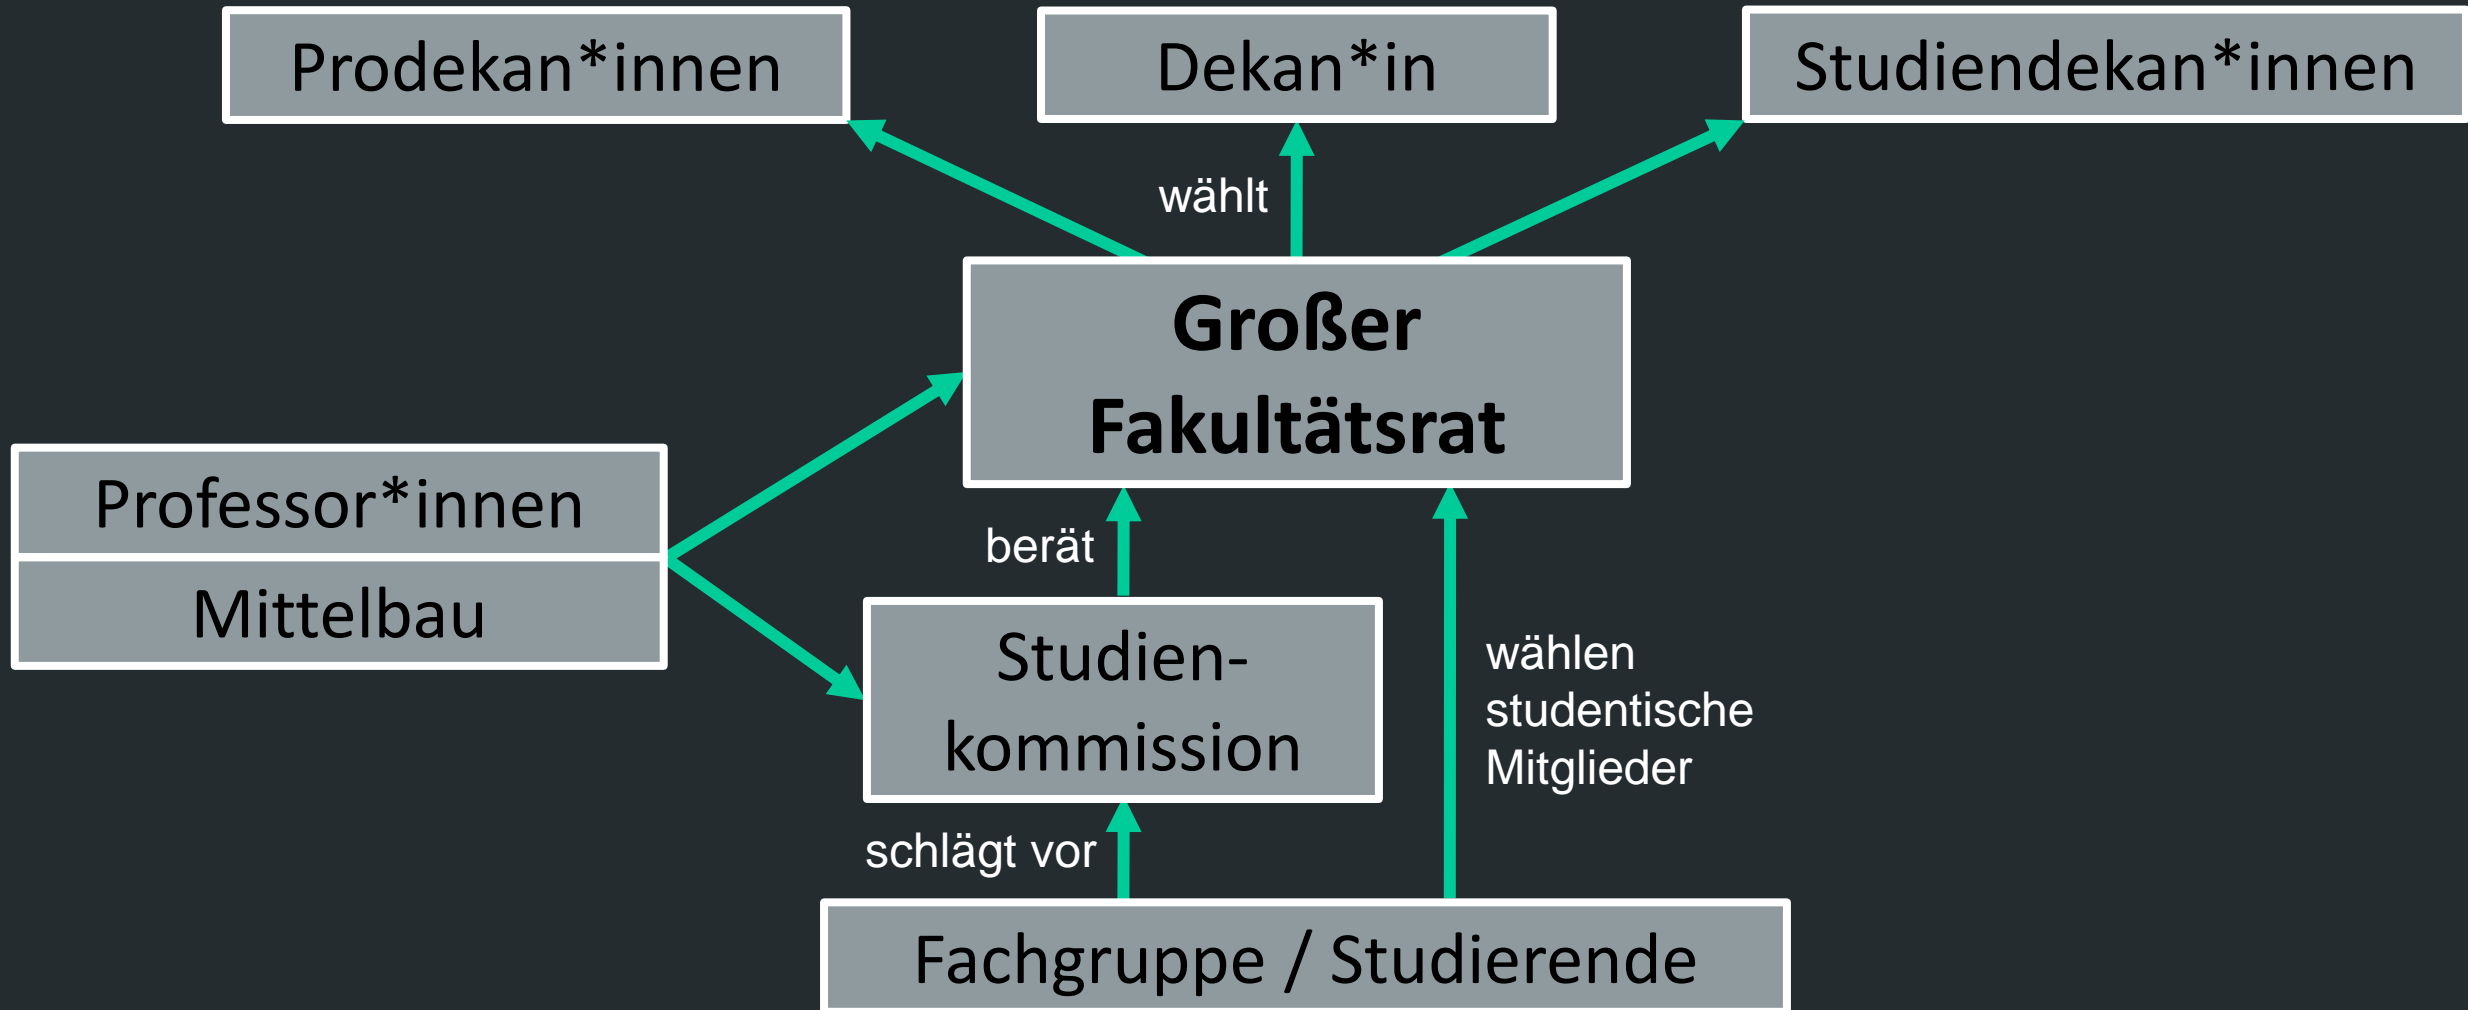 Prodekan*innen
Dekan*in
Studiendekan*innen
wählt
Großer
Fakultätsrat
Professor*innen
Mittelbau
berät
Studien-
kommission
wählen
studentische
Mitglieder
schlägt vor
Fachgruppe / Studierende